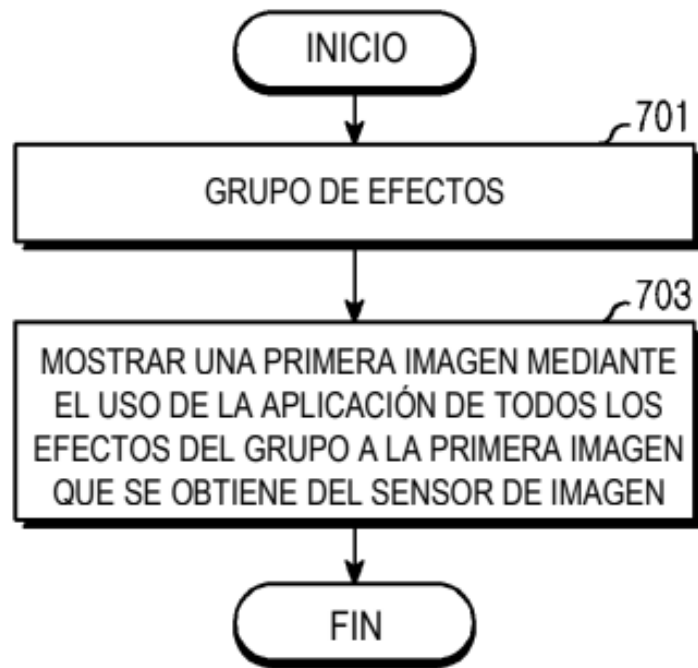 INICIO
701
GRUPO DE EFECTOS
703
MOSTRAR UNA PRIMERA IMAGEN MEDIANTE
EL USO DE LA APLICACIÓN DE TODOS LOS
EFECTOS DEL GRUPO A LA PRIMERA IMAGEN
QUE SE OBTIENE DEL SENSOR DE IMAGEN
FIN